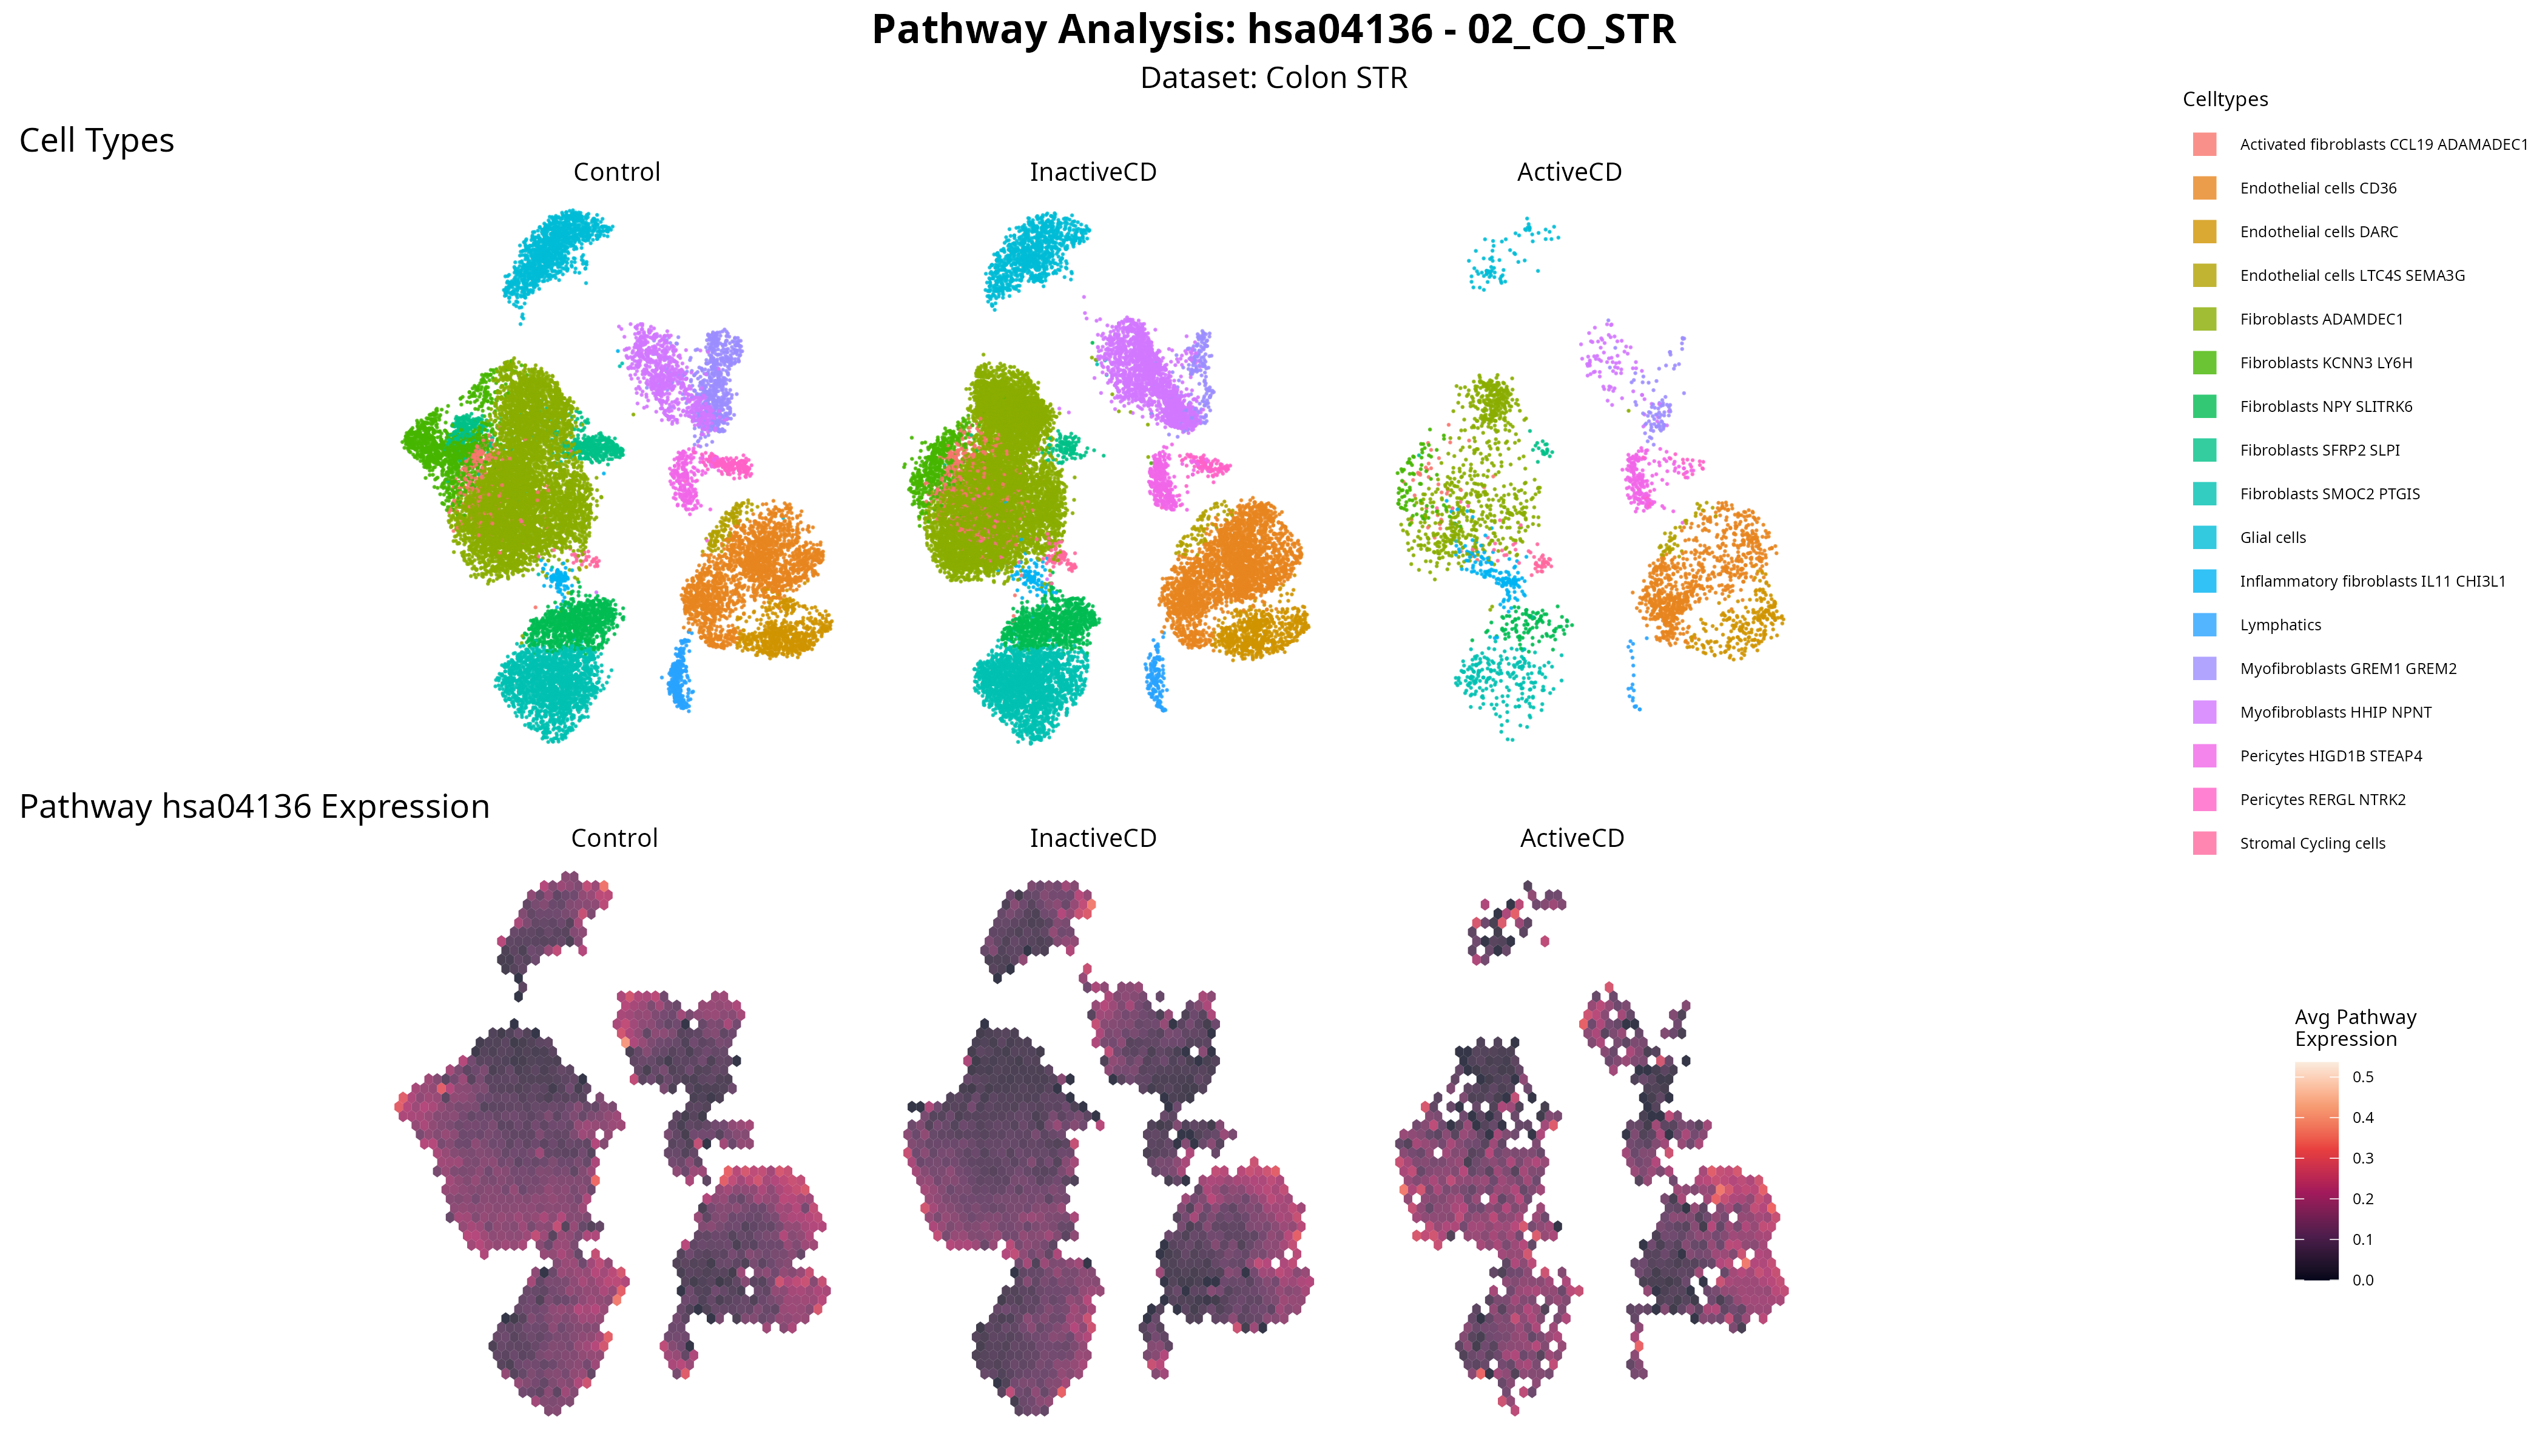 Pathway Analysis: hsa04136 - 02_CO_STR
Dataset: Colon STR
Cell Types
Control
InactiveCD
ActiveCD
Celltypes
Activated fibroblasts CCL19 ADAMADEC1
Endothelial cells CD36
Endothelial cells DARC
Endothelial cells LTC4S SEMA3G
Fibroblasts ADAMDEC1
Fibroblasts KCNN3 LY6H
Fibroblasts NPY SLITRK6
Fibroblasts SFRP2 SLPI
Fibroblasts SMOC2 PTGIS
Glial cells
Inflammatory fibroblasts IL11 CHI3L1
Lymphatics
Myofibroblasts GREM1 GREM2
Myofibroblasts HHIP NPNT
Pericytes HIGD1B STEAP4
Pericytes RERGL NTRK2
Stromal Cycling cells
Pathway hsa04136 Expression
Control
InactiveCD
ActiveCD
Avg Pathway
Expression
0.5
0.4
0.3
0.2
0.1
0.0